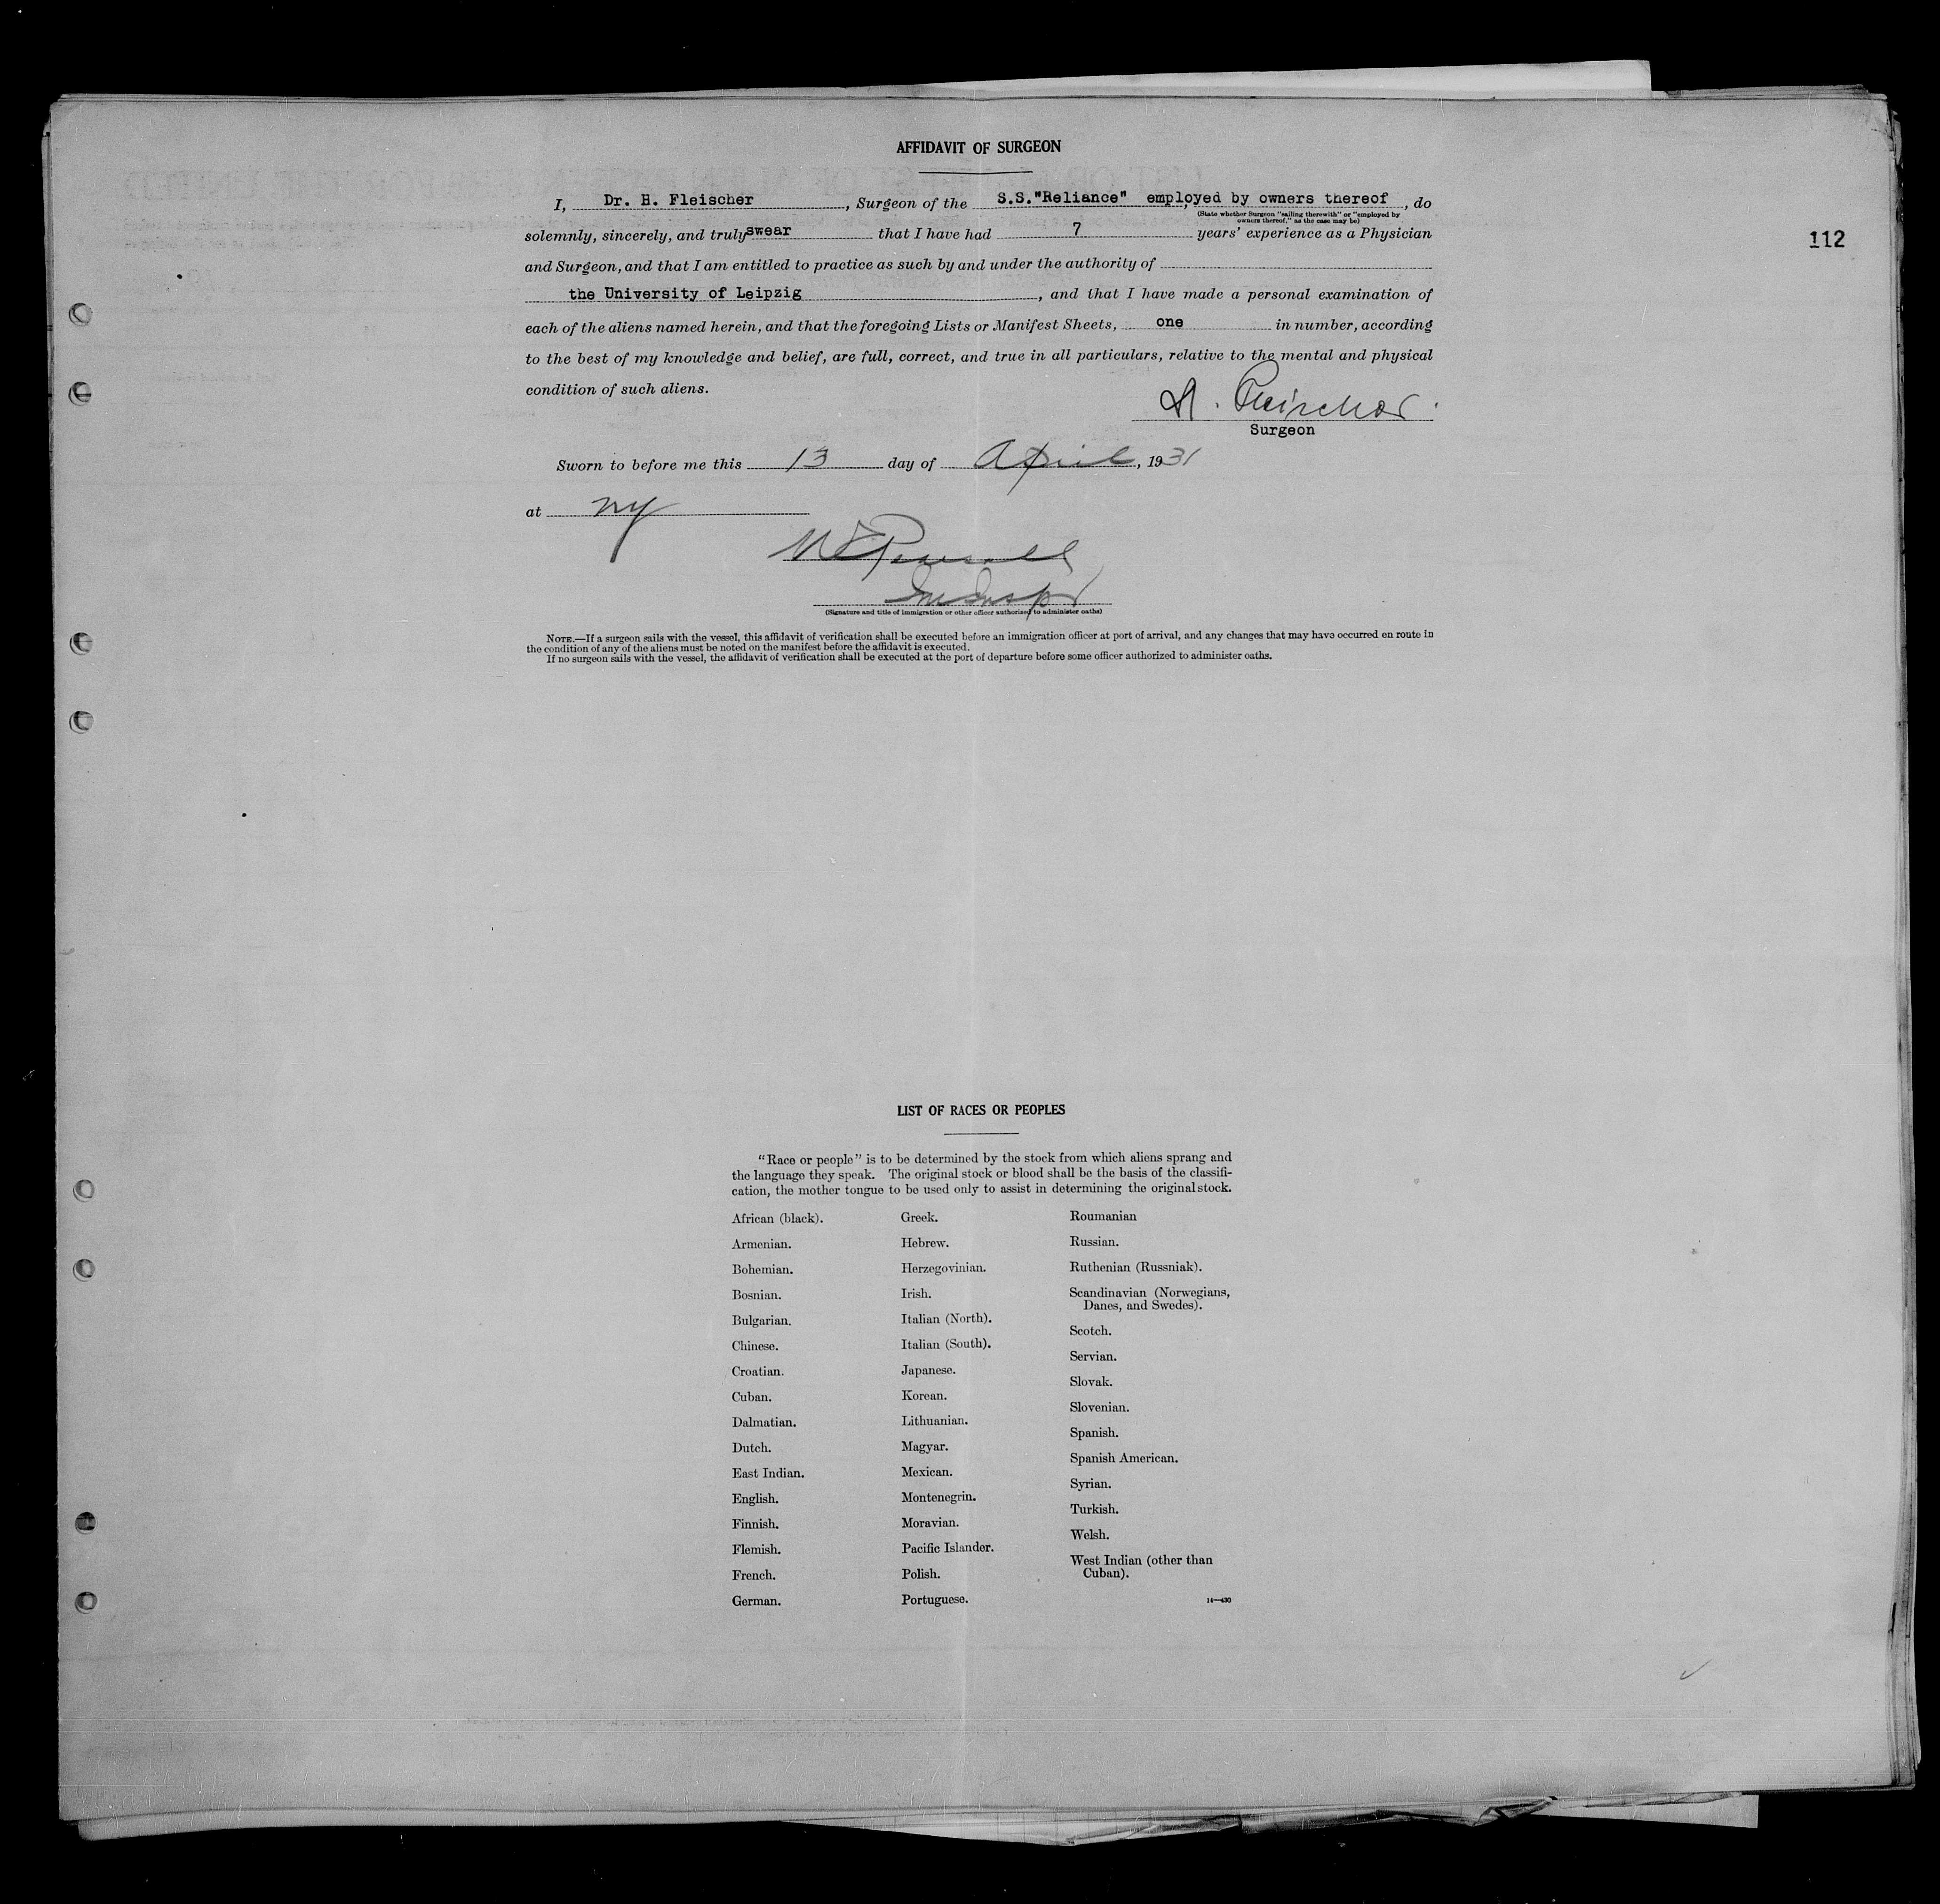 AFFIDAVIT OF SURGEON
I, Dr. H. Fleischer, Surgeon of the S.S."Reliance" employed by owners thereof, do
(State whether Surgeon "sailing therewith" or "employed by
owners thereof," as the case may be)
solemnly, sincerely, and truly swear that I have had 7 years' experience as a Physician
112
and Surgeon, and that I am entitled to practice as such by and under the authority of
the University of Leipzig, and that I have made a personal examination of
each of the aliens named herein, and that the foregoing Lists or Manifest Sheets, one in number, according
to the best of my knowledge and belief, are full, correct, and true in all particulars, relative to the mental and physical
condition of such aliens.
H. Fleischer.
Surgeon
Sworn to before me this 13 day of April, 1931
at NY
(Signature and title of immigration or other officer authorized to administer oaths)
NOTE.—If a surgeon sails with the vessel, this affidavit of verification shall be executed before an immigration officer at port of arrival, and any changes that may have occurred en route in
the condition of any of the aliens must be noted on the manifest before the affidavit is executed.
If no surgeon sails with the vessel, the affidavit of verification shall be executed at the port of departure before some officer authorized to administer oaths.
LIST OF RACES OR PEOPLES
"Race or people" is to be determined by the stock from which aliens sprang and
the language they speak. The original stock or blood shall be the basis of the classifi-
cation, the mother tongue to be used only to assist in determining the original stock.
African (black).
Armenian.
Bohemian.
Bosnian.
Bulgarian.
Chinese.
Croatian.
Cuban.
Dalmatian.
Dutch.
East Indian.
English.
Finnish.
Flemish.
French.
German.
Greek.
Hebrew.
Herzegovinian.
Irish.
Italian (North).
Italian (South).
Japanese.
Korean.
Lithuanian.
Magyar.
Mexican.
Montenegrin.
Moravian.
Pacific Islander.
Polish.
Portuguese.
Roumanian
Russian.
Ruthenian (Russniak).
Scandinavian (Norwegians,
Danes, and Swedes).
Scotch.
Servian.
Slovak.
Slovenian.
Spanish.
Spanish American.
Syrian.
Turkish.
Welsh.
West Indian (other than
Cuban).
14—430